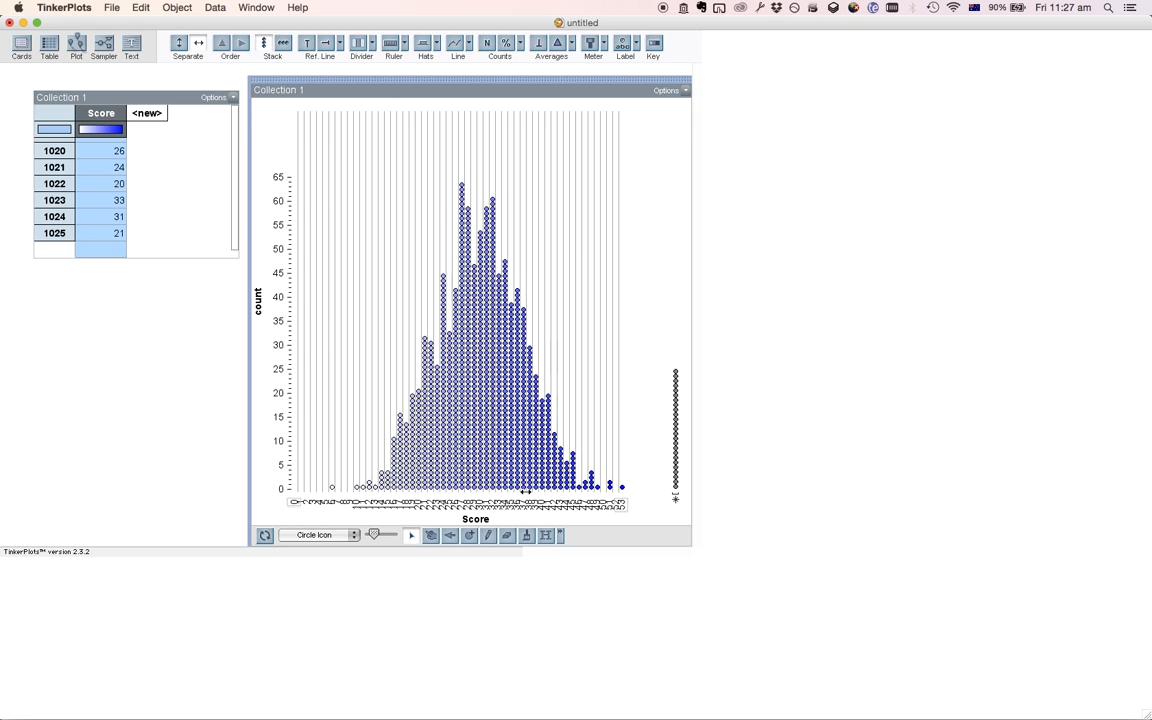 TinkerPlots File Edit Object Data Window Help 90% Fri 11:27 am
untitled
Cards Table Plot Sampler Text Separate Order Stack Ref. Line Divider Ruler Hats Line Counts Averages Meter Label Key
N % abc
Collection 1 Options
Score <new>
1020 26
1021 24
1022 20
1023 33
1024 31
1025 21
Collection 1 Options
65
60
55
50
45
40
35
30
25
20
15
10
5
0
count
Score
Circle Icon
TinkerPlots™ version 2.3.2